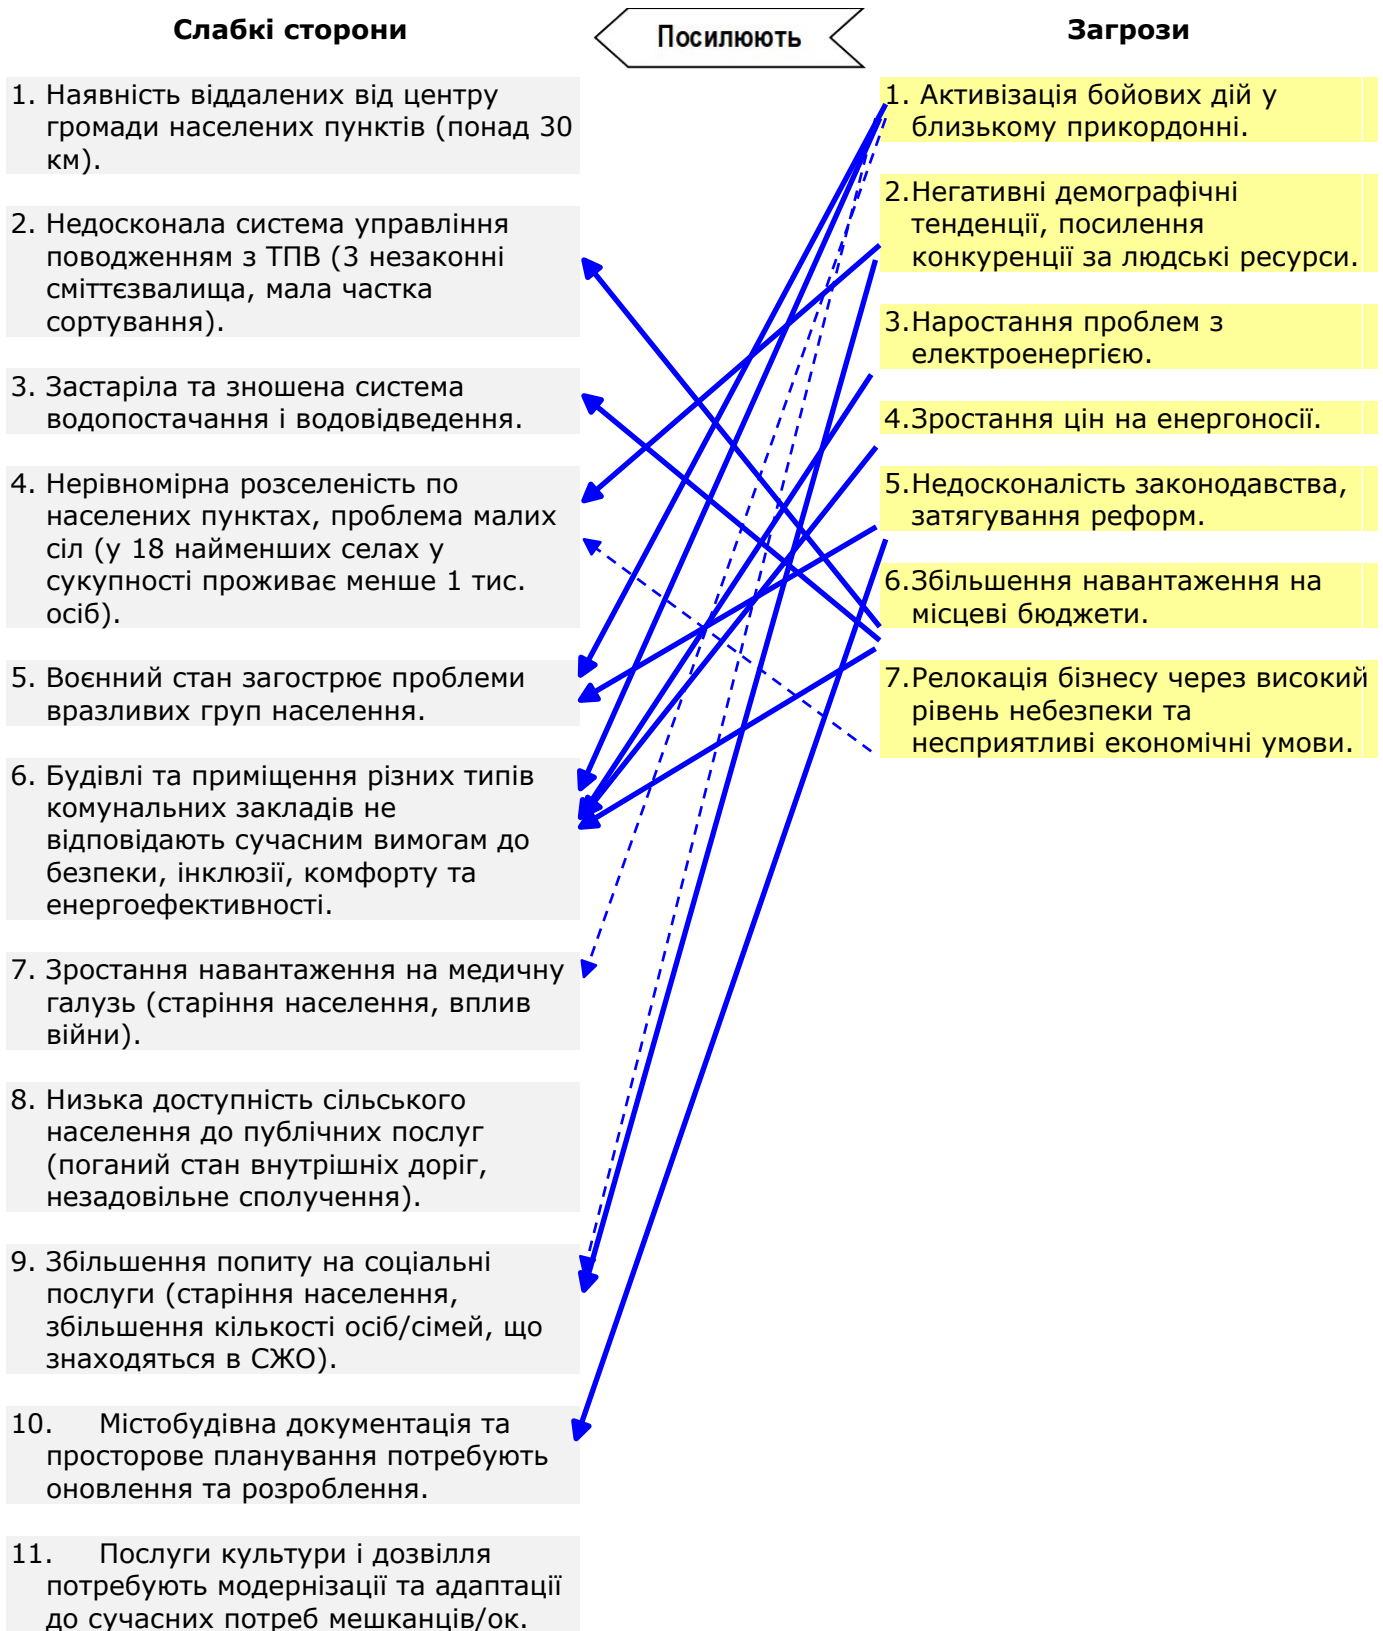 Слабкі сторони
Посилюють
Загрози
1. Наявність віддалених від центру
громади населених пунктів (понад 30
км).
2. Недосконала система управління
поводженням з ТПВ (3 незаконні
сміттєзвалища, мала частка
сортування).
3. Застаріла та зношена система
водопостачання і водовідведення.
4. Нерівномірна розселеність по
населених пунктах, проблема малих
сіл (у 18 найменших селах у
сукупності проживає менше 1 тис.
осіб).
5. Воєнний стан загострює проблеми
вразливих груп населення.
6. Будівлі та приміщення різних типів
комунальних закладів не
відповідають сучасним вимогам до
безпеки, інклюзії, комфорту та
енергоефективності.
7. Зростання навантаження на медичну
галузь (старіння населення, вплив
війни).
8. Низька доступність сільського
населення до публічних послуг
(поганий стан внутрішніх доріг,
незадовільне сполучення).
9. Збільшення попиту на соціальні
послуги (старіння населення,
збільшення кількості осіб/сімей, що
знаходяться в СЖО).
10. Містобудівна документація та
просторове планування потребують
оновлення та розроблення.
11. Послуги культури і дозвілля
потребують модернізації та адаптації
до сучасних потреб мешканців/ок.
1. Активізація бойових дій у
близькому прикордонні.
2.Негативні демографічні
тенденції, посилення
конкуренції за людські ресурси.
3.Наростання проблем з
електроенергією.
4.Зростання цін на енергоносії.
5.Недосконалість законодавства,
затягування реформ.
6.Збільшення навантаження на
місцеві бюджети.
7.Релокація бізнесу через високий
рівень небезпеки та
несприятливі економічні умови.